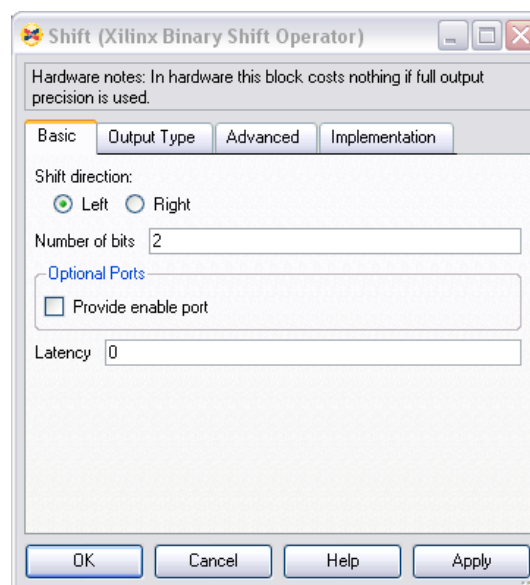 Shift (Xilinx Binary Shift Operator)
Hardware notes: In hardware this block costs nothing if full output
precision is used.
Basic Output Type Advanced Implementation
Shift direction:
Left Right
Number of bits 2
Optional Ports
Provide enable port
Latency 0
OK Cancel Help Apply